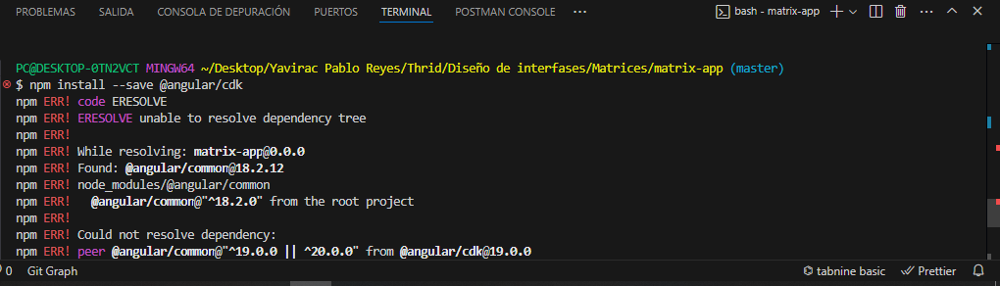 PROBLEMAS SALIDA CONSOLA DE DEPURACIÓN PUERTOS TERMINAL POSTMAN CONSOLE ··· bash - matrix-app
PC@DESKTOP-0TN2VCT MINGW64 ~/Desktop/Yavirac Pablo Reyes/Thrid/Diseño de interfases/Matrices/matrix-app (master)
$ npm install --save @angular/cdk
npm ERR! code ERESOLVE
npm ERR! ERESOLVE unable to resolve dependency tree
npm ERR!
npm ERR! While resolving: matrix-app@0.0.0
npm ERR! Found: @angular/common@18.2.12
npm ERR! node_modules/@angular/common
npm ERR!   @angular/common@"^18.2.0" from the root project
npm ERR!
npm ERR! Could not resolve dependency:
npm ERR! peer @angular/common@"^19.0.0 || ^20.0.0" from @angular/cdk@19.0.0
0 Git Graph tabnine basic Prettier